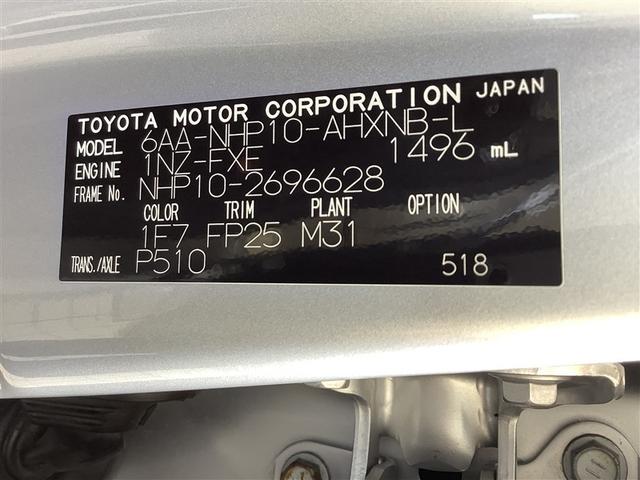 TOYOTA MOTOR CORPORATION JAPAN
MODEL 6AA-NHP10-AHXNB-L
ENGINE 1NZ-FXE 1496 mL
FRAME No. NHP10-2696628
COLOR TRIM PLANT OPTION
1F7 FP25 M31
TRANS./AXLE P510 518